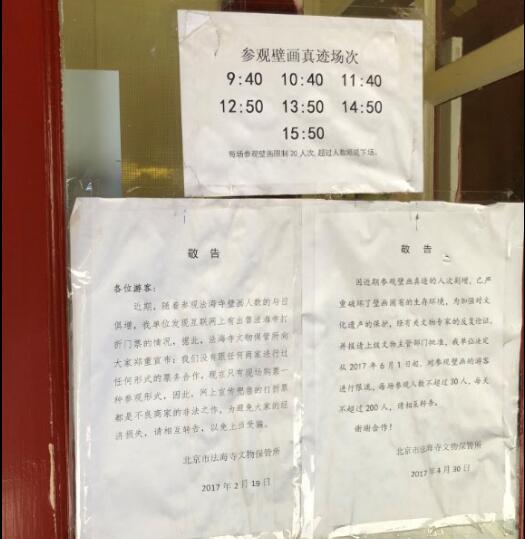 参观壁画真迹场次
9:40 10:40 11:40
12:50 13:50 14:50
15:50
每场参观壁画限制20人次,超过人数顺延下场。
敬 告
各位游客：
近期，随着参观法海寺壁画人数的与日
俱增，我单位发现互联网上有出售法海寺打
折门票的情况，据此，法海寺文物保管所向
大家郑重宣布：我们没有跟任何商家进行过
任何形式的票务合作，现在只有现场购票一
种参观形式，因此，网上宣传兜售的打折票
都是不良商家的非法之作，为避免大家的经
济损失，请相互转告，以免上当受骗。
北京市法海寺文物保管所
2017年2月19日
敬 告
因近期参观壁画真迹的人次剧增，已严
重破坏了壁画固有的生存环境，为加强对文
化遗产的保护，经有关文物专家的反复论证，
并报请上级文物主管部门批准，我单位决定
从2017年6月1日起，对参观壁画的游客
进行限流，每场参观人数不超过30人，每天
不超过200人，请相互转告。
谢谢合作！
北京市法海寺文物保管所
2017年4月30日